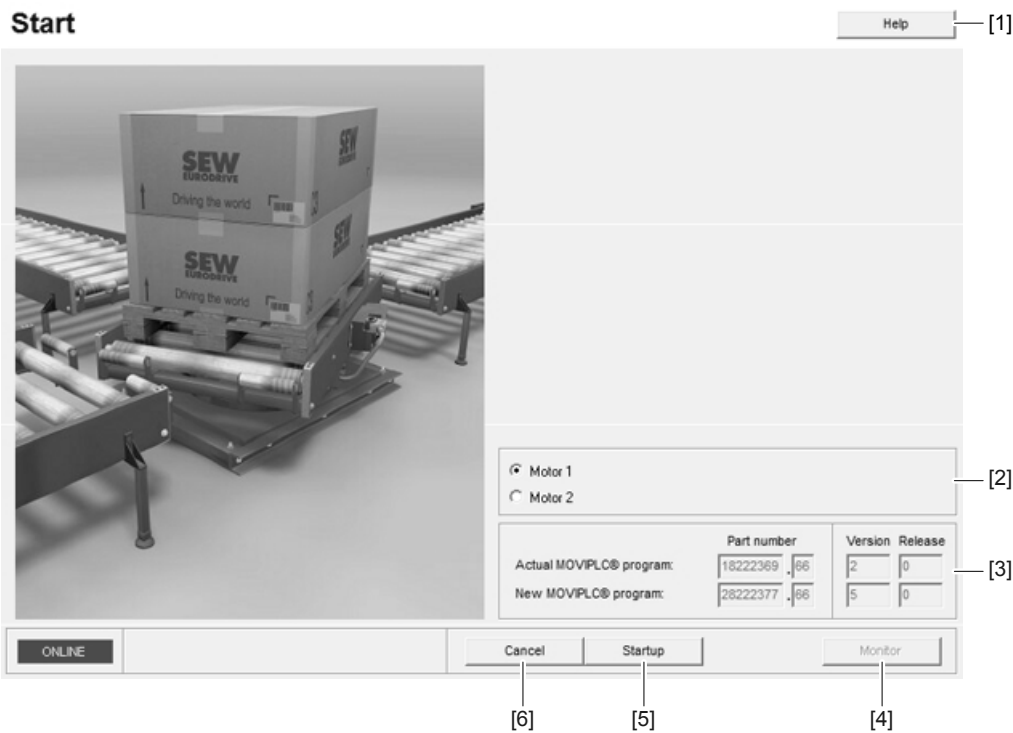 Start
Help
[1]
SEW
EURODRIVE
Driving the world
SEW
SEW
EURODRIVE
Driving the world
SEW
Motor 1
Motor 2
[2]
Part number Version Release
Actual MOVIPLC® program: 18222369 . 66 2 0
New MOVIPLC® program: 28222377 . 66 5 0
[3]
ONLINE Cancel Startup Monitor
[6] [5] [4]